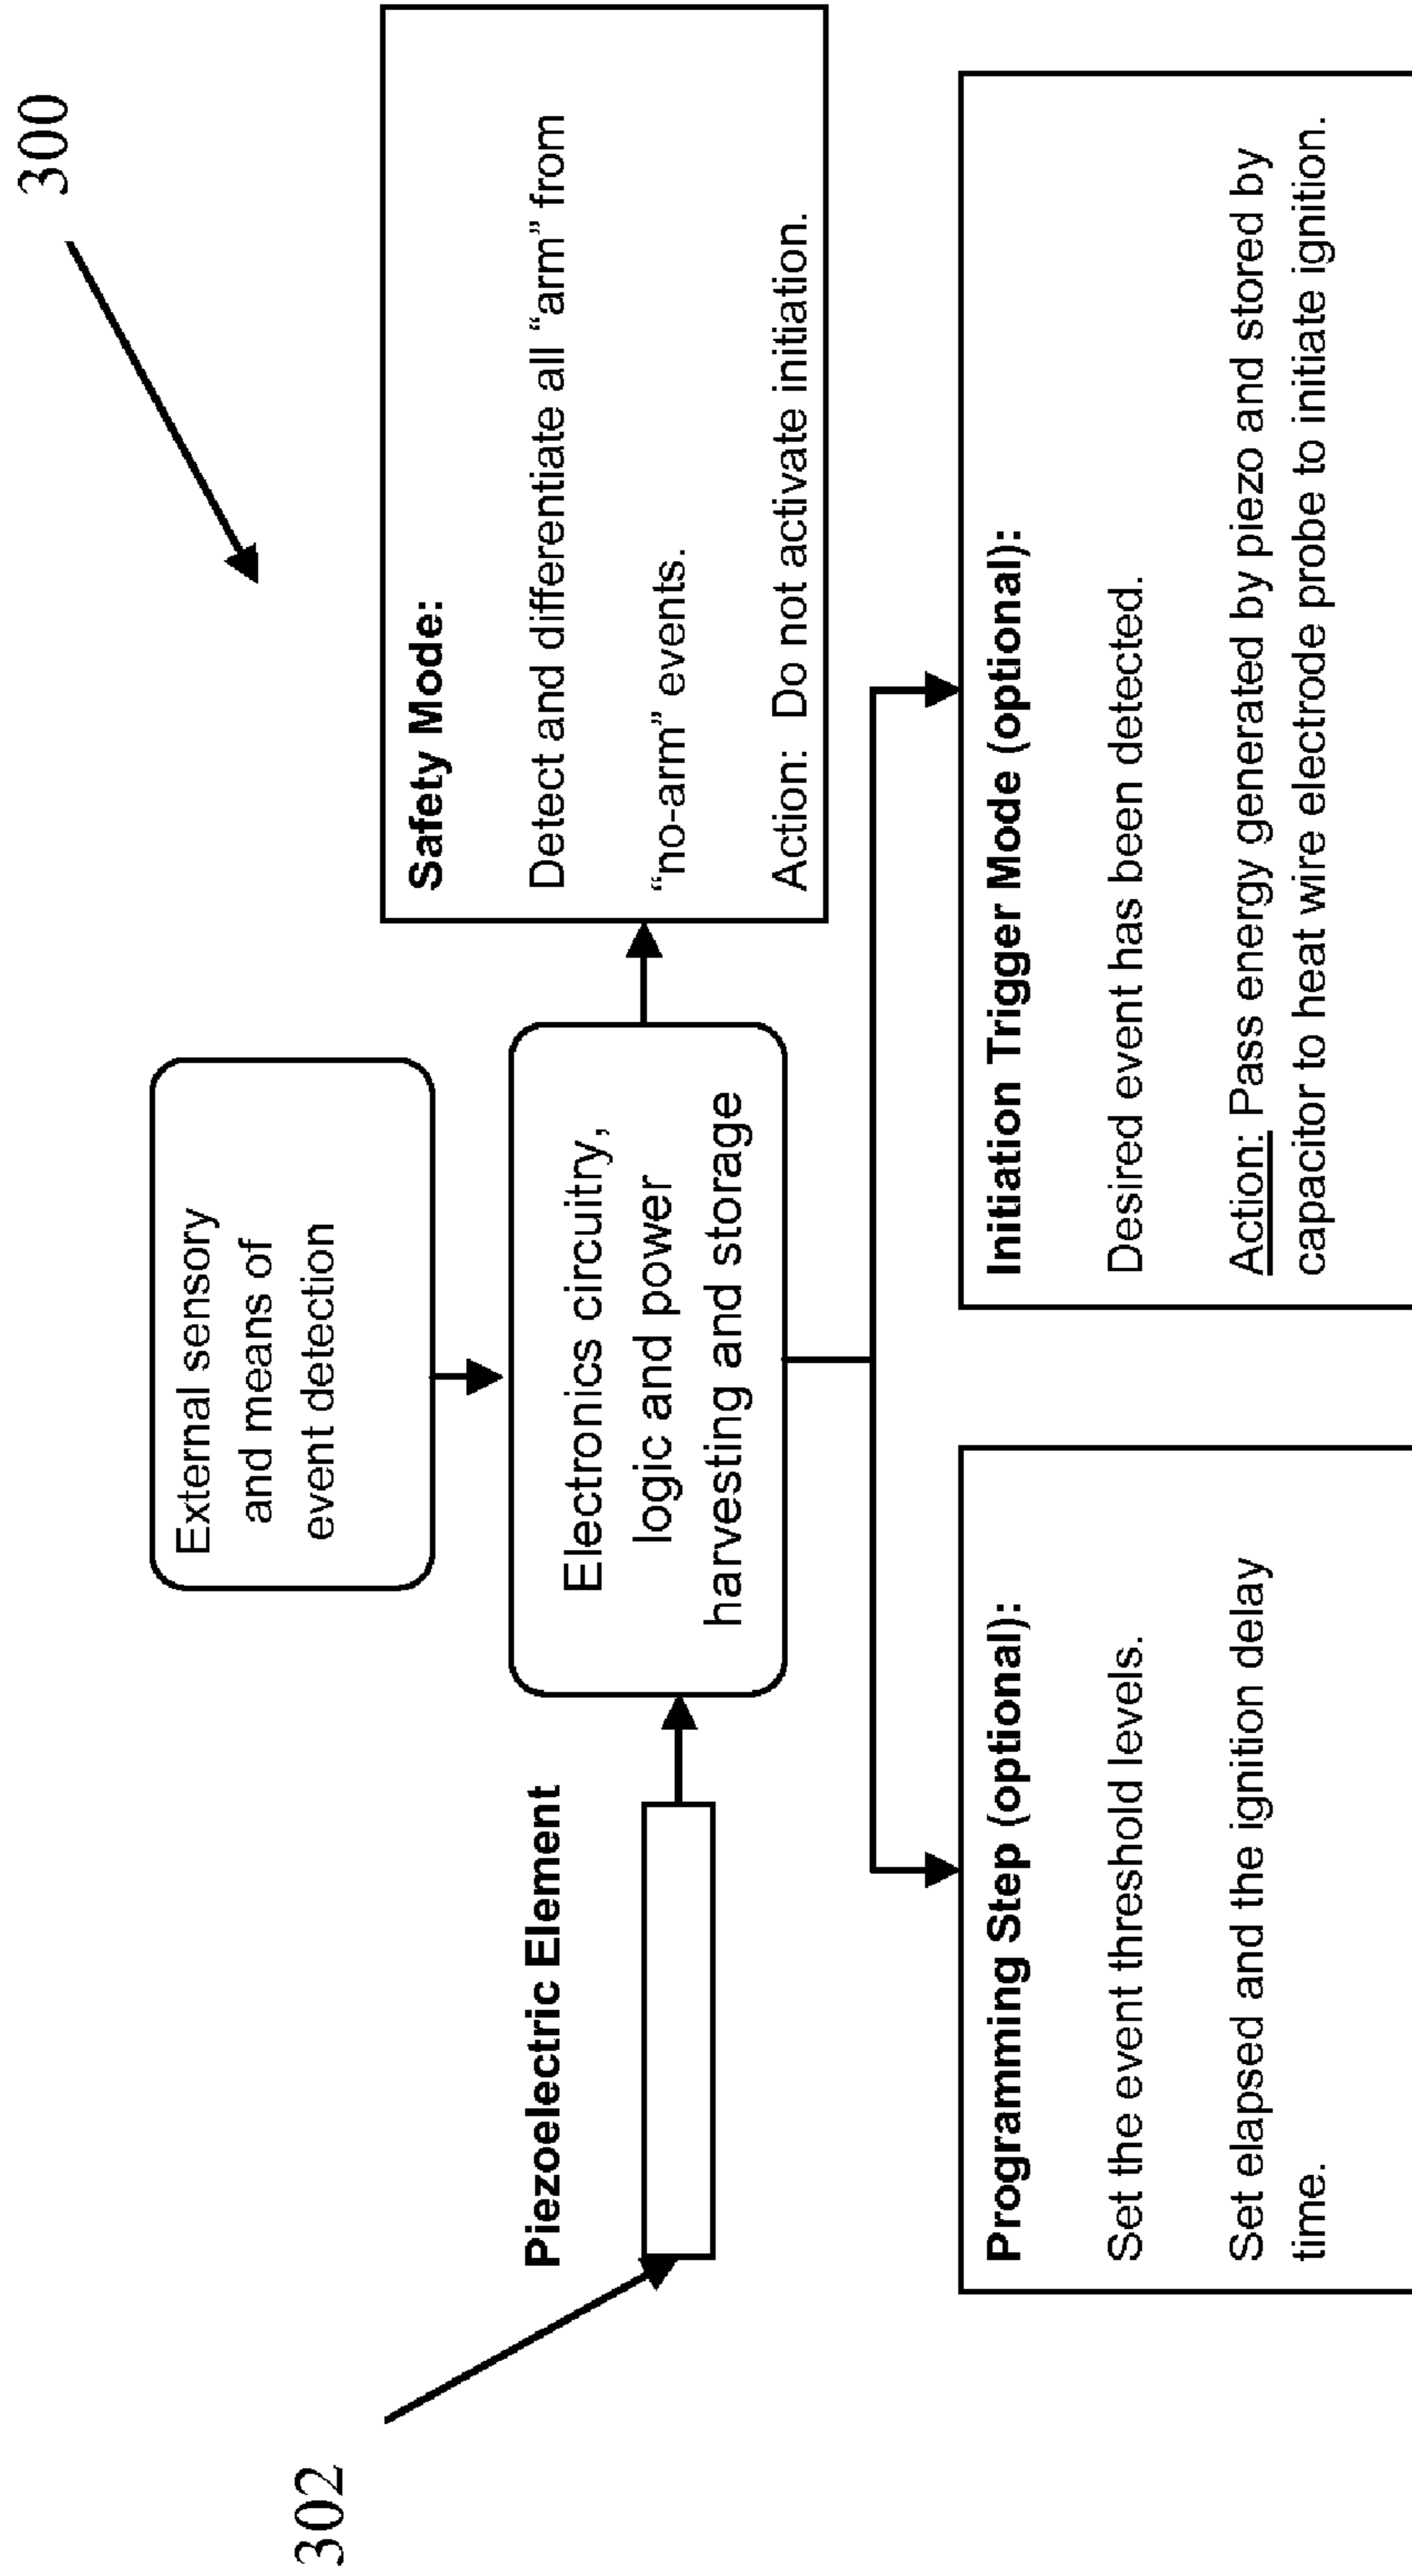 300
External sensory
and means of
event detection
302
Piezoelectric Element
Electronics circuitry,
logic and power
harvesting and storage
Safety Mode:
Detect and differentiate all “arm” from
“no-arm” events.
Action: Do not activate initiation.
Programming Step (optional):
Set the event threshold levels.
Set elapsed and the ignition delay
time.
Initiation Trigger Mode (optional):
Desired event has been detected.
Action: Pass energy generated by piezo and stored by
capacitor to heat wire electrode probe to initiate ignition.